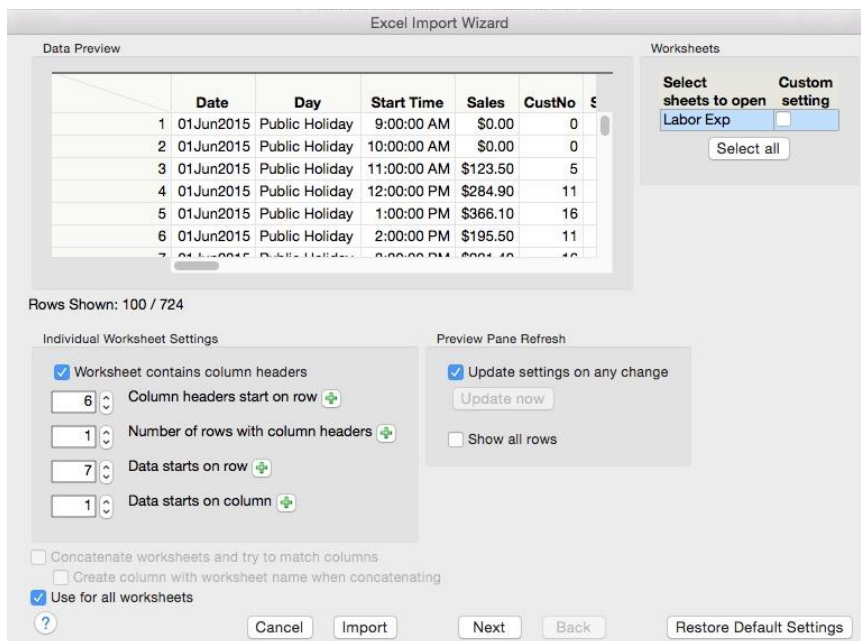 Excel Import Wizard
Data Preview
Worksheets
Date Day Start Time Sales CustNo
1 01Jun2015 Public Holiday 9:00:00 AM $0.00 0
2 01Jun2015 Public Holiday 10:00:00 AM $0.00 0
3 01Jun2015 Public Holiday 11:00:00 AM $123.50 5
4 01Jun2015 Public Holiday 12:00:00 PM $284.90 11
5 01Jun2015 Public Holiday 1:00:00 PM $366.10 16
6 01Jun2015 Public Holiday 2:00:00 PM $195.50 11
Select sheets to open
Custom setting
Labor Exp
Select all
Rows Shown: 100 / 724
Individual Worksheet Settings
Worksheet contains column headers
6 Column headers start on row
1 Number of rows with column headers
7 Data starts on row
1 Data starts on column
Preview Pane Refresh
Update settings on any change
Update now
Show all rows
Concatenate worksheets and try to match columns
Create column with worksheet name when concatenating
Use for all worksheets
? Cancel Import Next Back Restore Default Settings